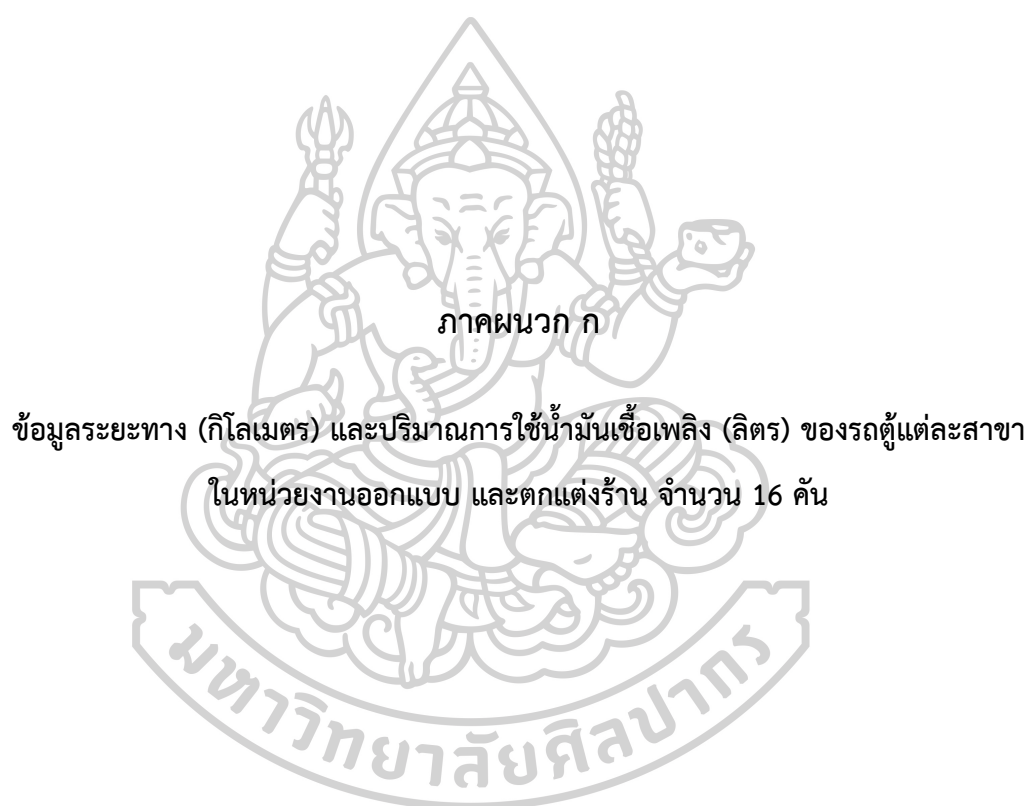 ภาคผนวก ก
ข้อมูลระยะทาง (กิโลเมตร) และปริมาณการใช้น้ำมันเชื้อเพลิง (ลิตร) ของรถตู้แต่ละสาขา
ในหน่วยงานออกแบบ และตกแต่งร้าน จำนวน 16 คัน
มหาวิทยาลัยศิลปากร